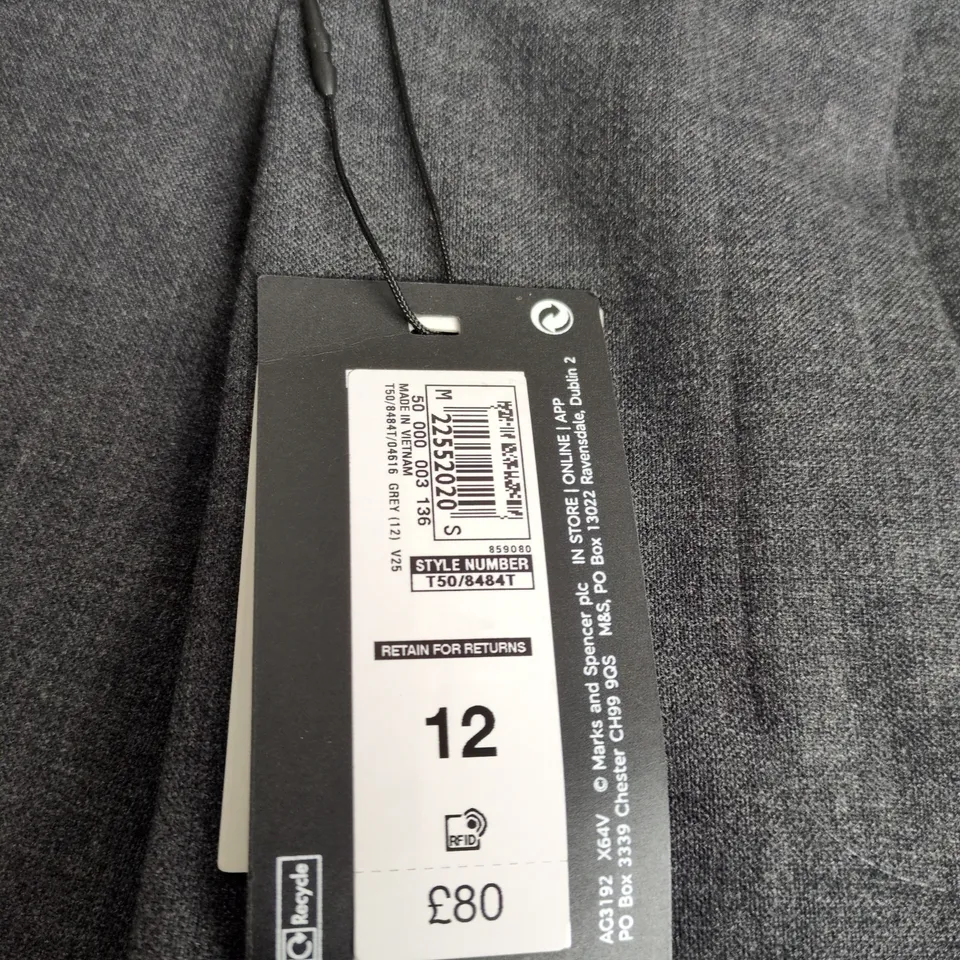 M 22552020 S
50 000 003 136
MADE IN VIETNAM
T50/8484T/04616 GREY (12) V25
859080
STYLE NUMBER
T50/8484T
RETAIN FOR RETURNS
12
RFID
£80
Recycle
IN STORE | ONLINE | APP
M&S, PO Box 13022 Ravensdale, Dublin 2
AG3192 X64V © Marks and Spencer plc
PO Box 3339 Chester CH99 9QS